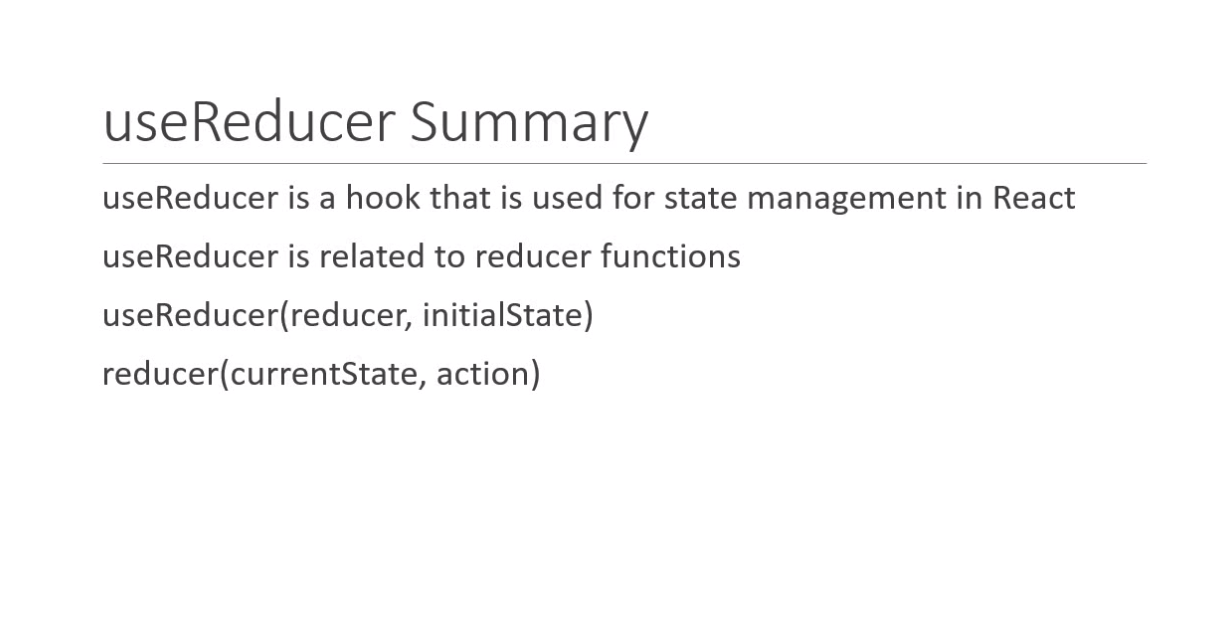 useReducer Summary
useReducer is a hook that is used for state management in React
useReducer is related to reducer functions
useReducer(reducer, initialState)
reducer(currentState, action)